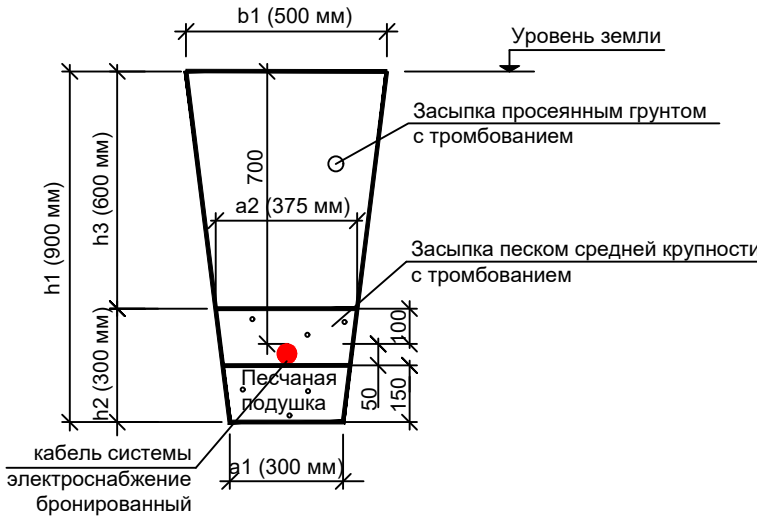 b1 (500 мм)
Уровень земли
Засыпка просеянным грунтом
с тромбованием
700
h3 (600 мм)
h1 (900 мм)
a2 (375 мм)
Засыпка песком средней крупности
с тромбованием
100
h2 (300 мм)
Песчаная
подушка
50
150
кабель системы
электроснабжение
бронированный
a1 (300 мм)